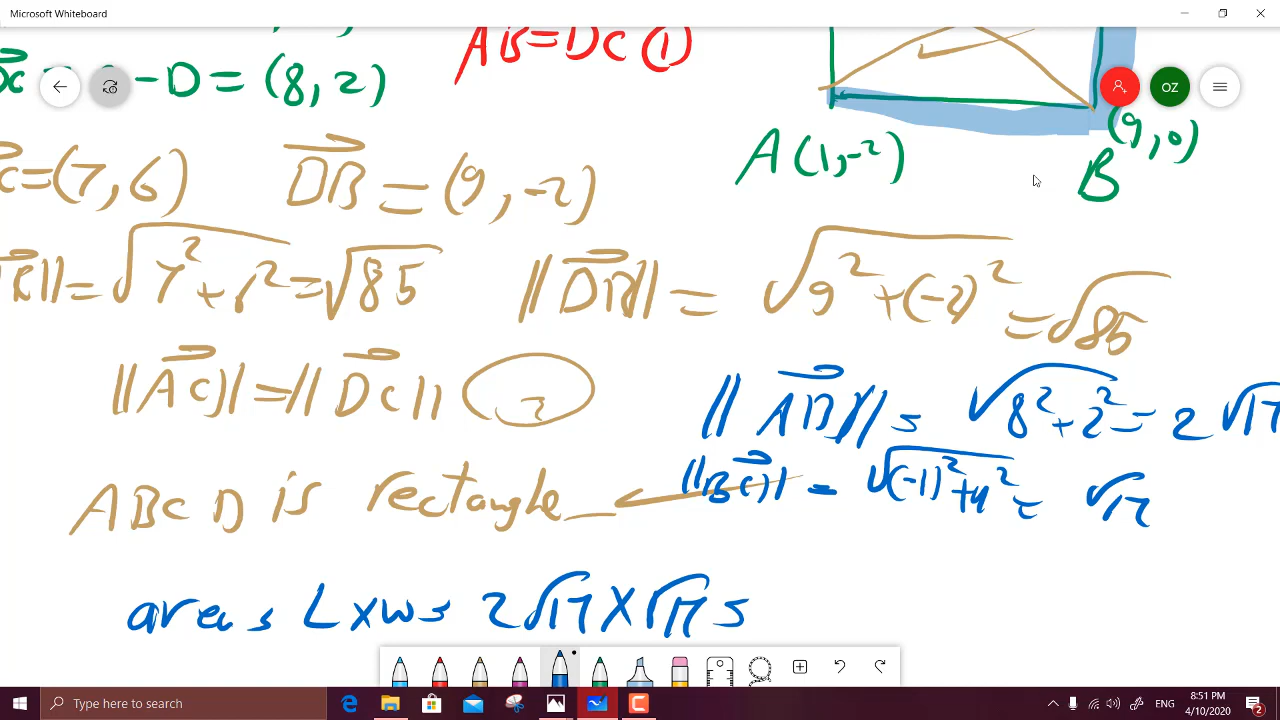 Microsoft Whiteboard
AB=DC (1)
-D = (8, 2)
OZ
(9, 0)
A(1, -2)
B
C=(7, 6)
DB = (9, -2)
||= √7²+6² = √85
||DB|| = √9²+(-2)² = √85
||AC||=||DC|| 2
||AB||= √8²+2² = 2√17
ABCD is rectangle
||BC|| = √(-1)²+4² = √17
area = L×w= 2√17 × √17 =
Type here to search
ENG
8:51 PM
4/10/2020
2